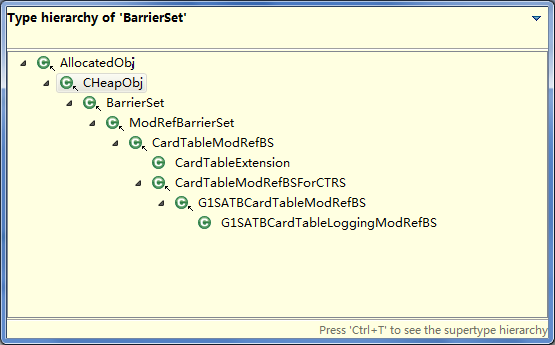 Type hierarchy of 'BarrierSet'
AllocatedObj
CHeapObj
BarrierSet
ModRefBarrierSet
CardTableModRefBS
CardTableExtension
CardTableModRefBSForCTRS
G1SATBCardTableModRefBS
G1SATBCardTableLoggingModRefBS
Press 'Ctrl+T' to see the supertype hierarchy